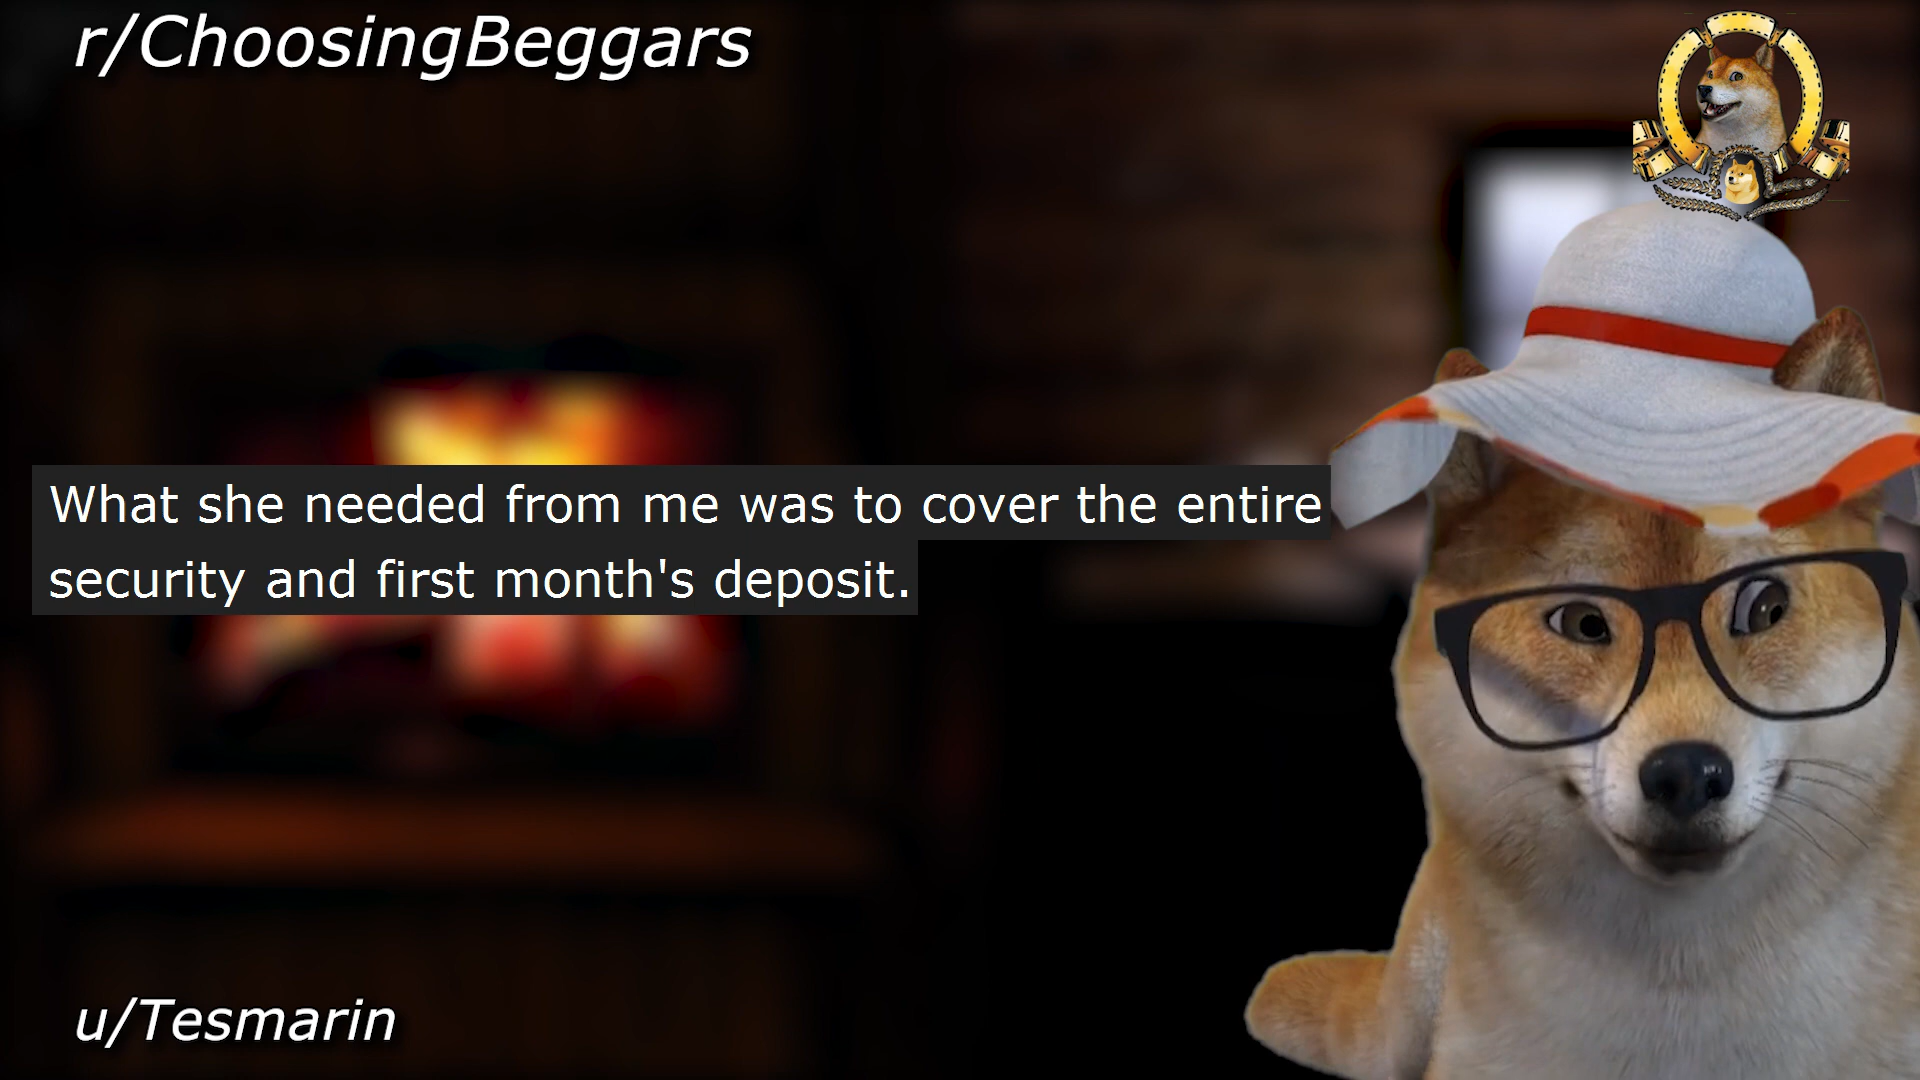 r/ChoosingBeggars
What she needed from me was to cover the entire
security and first month's deposit.
u/Tesmarin